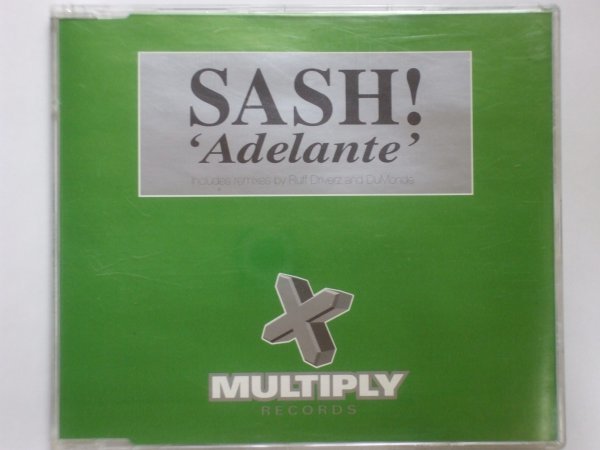 SASH!
‘Adelante’
Includes remixes by Ruff Driverz and DuMonde
MULTIPLY
RECORDS